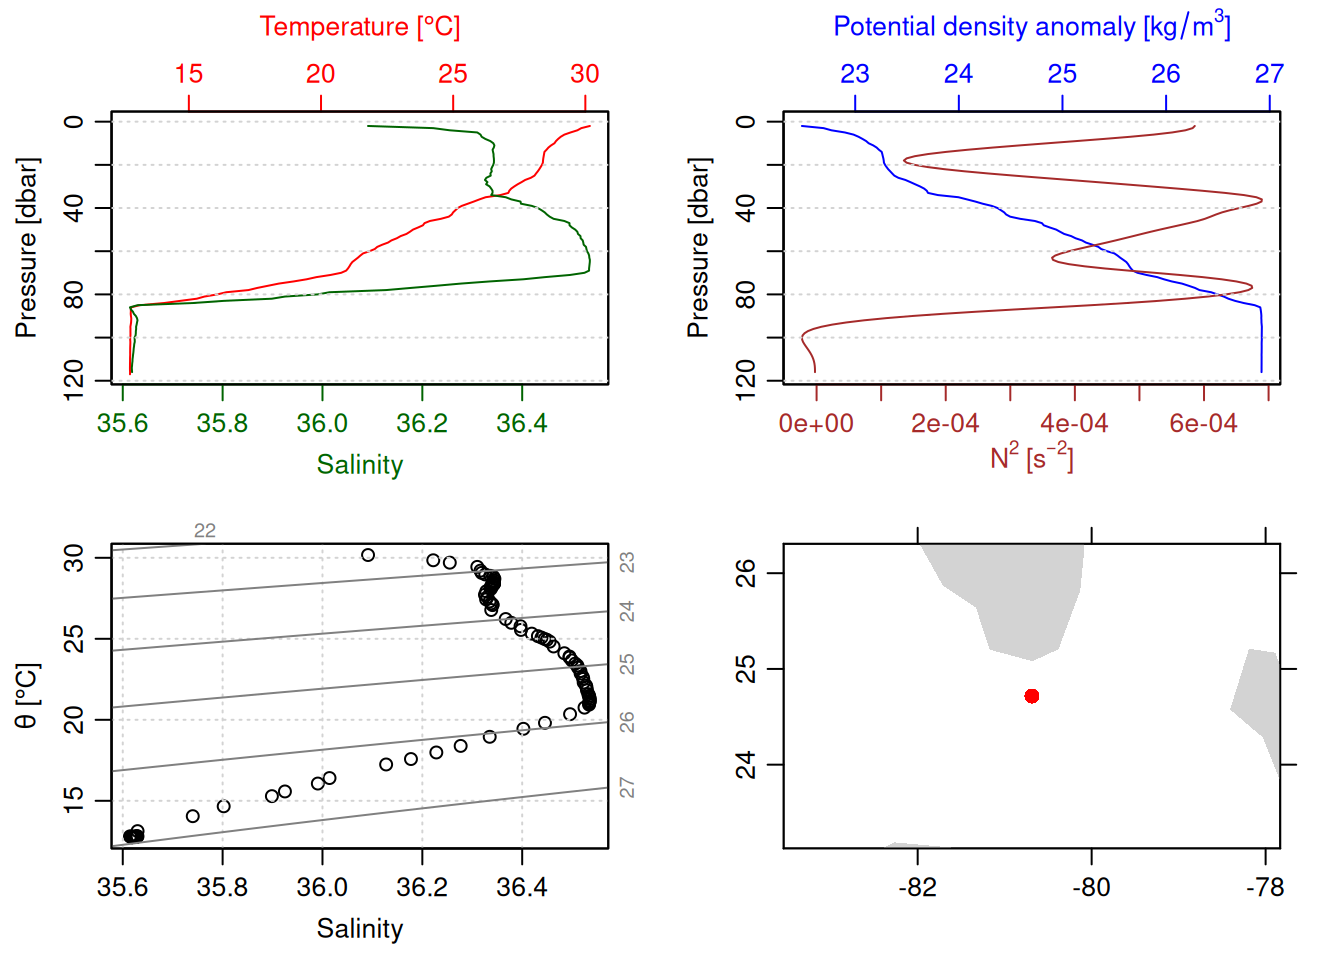 Temperature [°C]
15 20 25 30
Pressure [dbar]
0 40 80 120
35.6 35.8 36.0 36.2 36.4
Salinity
Potential density anomaly [kg/m³]
23 24 25 26 27
Pressure [dbar]
0 40 80 120
0e+00 2e-04 4e-04 6e-04
N² [s⁻²]
22
θ [°C]
30 25 20 15
23 24 25 26 27
35.6 35.8 36.0 36.2 36.4
Salinity
26 25 24
-82 -80 -78